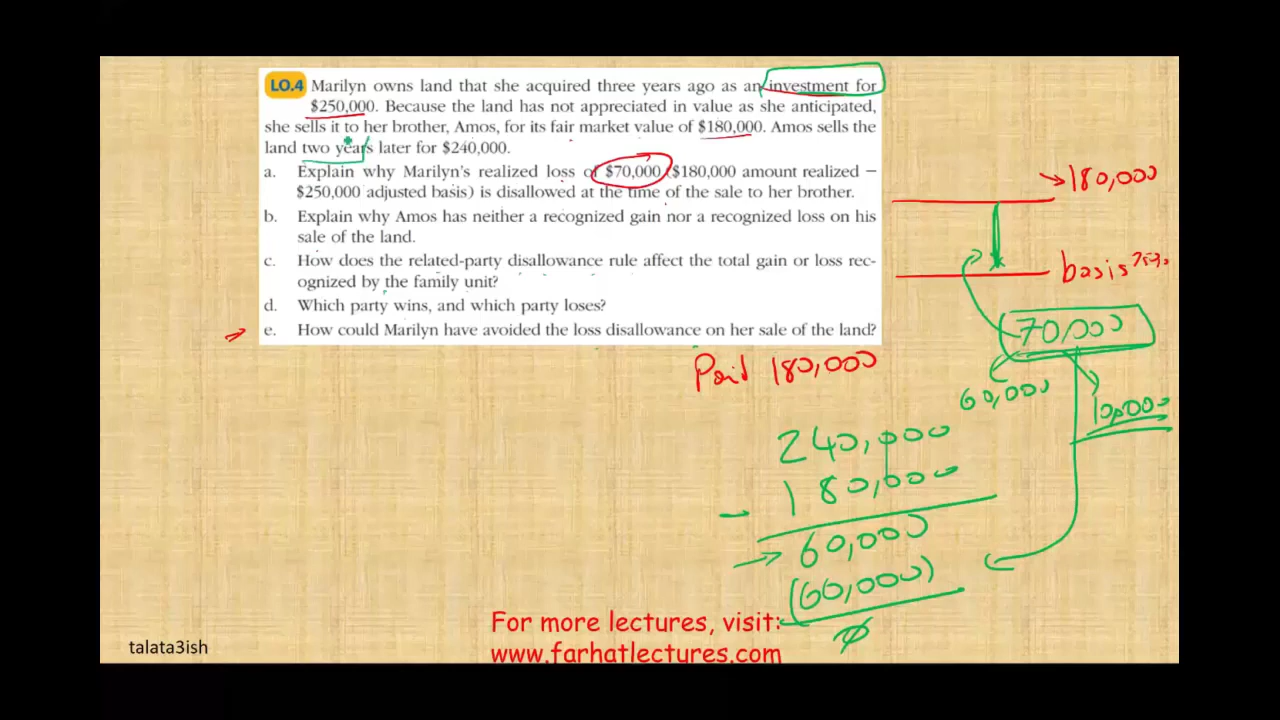 LO.4 Marilyn owns land that she acquired three years ago as an investment for
$250,000. Because the land has not appreciated in value as she anticipated,
she sells it to her brother, Amos, for its fair market value of $180,000. Amos sells the
land two years later for $240,000.
a. Explain why Marilyn's realized loss of $70,000 ($180,000 amount realized −
$250,000 adjusted basis) is disallowed at the time of the sale to her brother.
b. Explain why Amos has neither a recognized gain nor a recognized loss on his
sale of the land.
c. How does the related-party disallowance rule affect the total gain or loss rec-
ognized by the family unit?
d. Which party wins, and which party loses?
e. How could Marilyn have avoided the loss disallowance on her sale of the land?
180,000
basis
70,000
60,000
10,000
Paid 180,000
240,000
- 180,000
60,000
(60,000)
For more lectures, visit:
www.farhatlectures.com
talata3ish